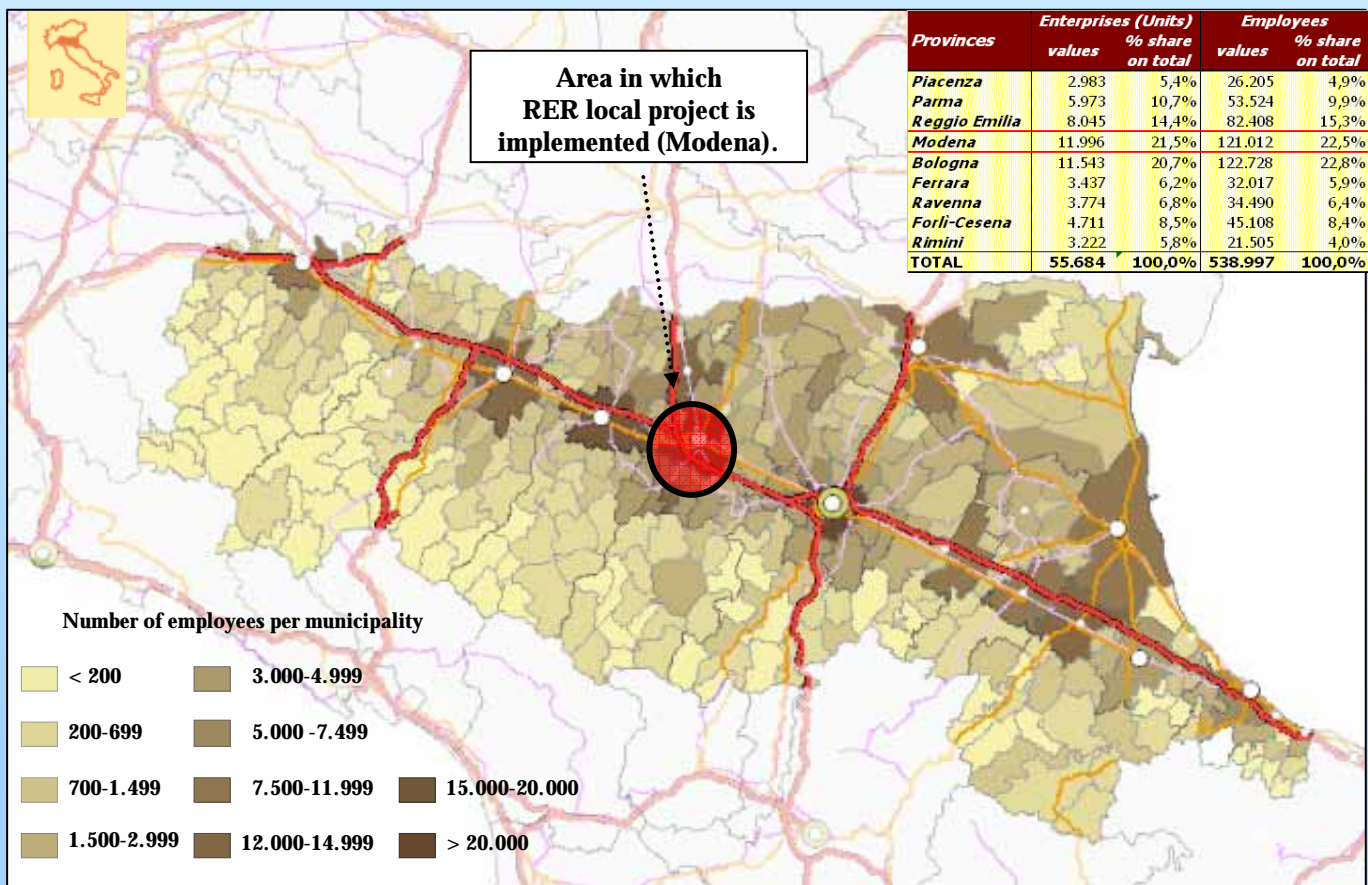 Area in which
RER local project is
implemented (Modena).
Provinces Enterprises (Units) Employees
values % share on total values % share on total
Piacenza 2.983 5,4% 26.205 4,9%
Parma 5.973 10,7% 53.524 9,9%
Reggio Emilia 8.045 14,4% 82.408 15,3%
Modena 11.996 21,5% 121.012 22,5%
Bologna 11.543 20,7% 122.728 22,8%
Ferrara 3.437 6,2% 32.017 5,9%
Ravenna 3.774 6,8% 34.490 6,4%
Forlì-Cesena 4.711 8,5% 45.108 8,4%
Rimini 3.222 5,8% 21.505 4,0%
TOTAL 55.684 100,0% 538.997 100,0%
Number of employees per municipality
< 200 3.000-4.999
200-699 5.000 -7.499
700-1.499 7.500-11.999 15.000-20.000
1.500-2.999 12.000-14.999 > 20.000